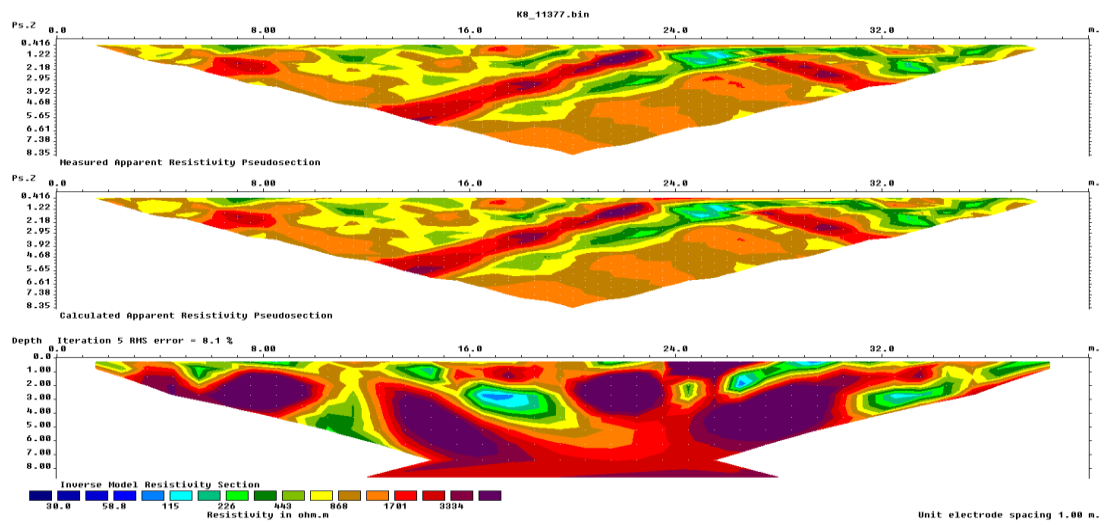 K8_11377.bin
Ps.Z 0.0 8.00 16.0 24.0 32.0 m.
0.416
1.22
2.18
2.95
3.92
4.68
5.65
6.61
7.38
8.35
Measured Apparent Resistivity Pseudosection
Ps.Z 0.0 8.00 16.0 24.0 32.0 m.
0.416
1.22
2.18
2.95
3.92
4.68
5.65
6.61
7.38
8.35
Calculated Apparent Resistivity Pseudosection
Depth Iteration 5 RMS error = 8.1 %
0.0 8.00 16.0 24.0 32.0 m.
0.0
1.00
2.00
3.00
4.00
5.00
6.00
7.00
8.00
Inverse Model Resistivity Section
30.0 58.8 115 226 443 868 1701 3334
Resistivity in ohm.m
Unit electrode spacing 1.00 m.